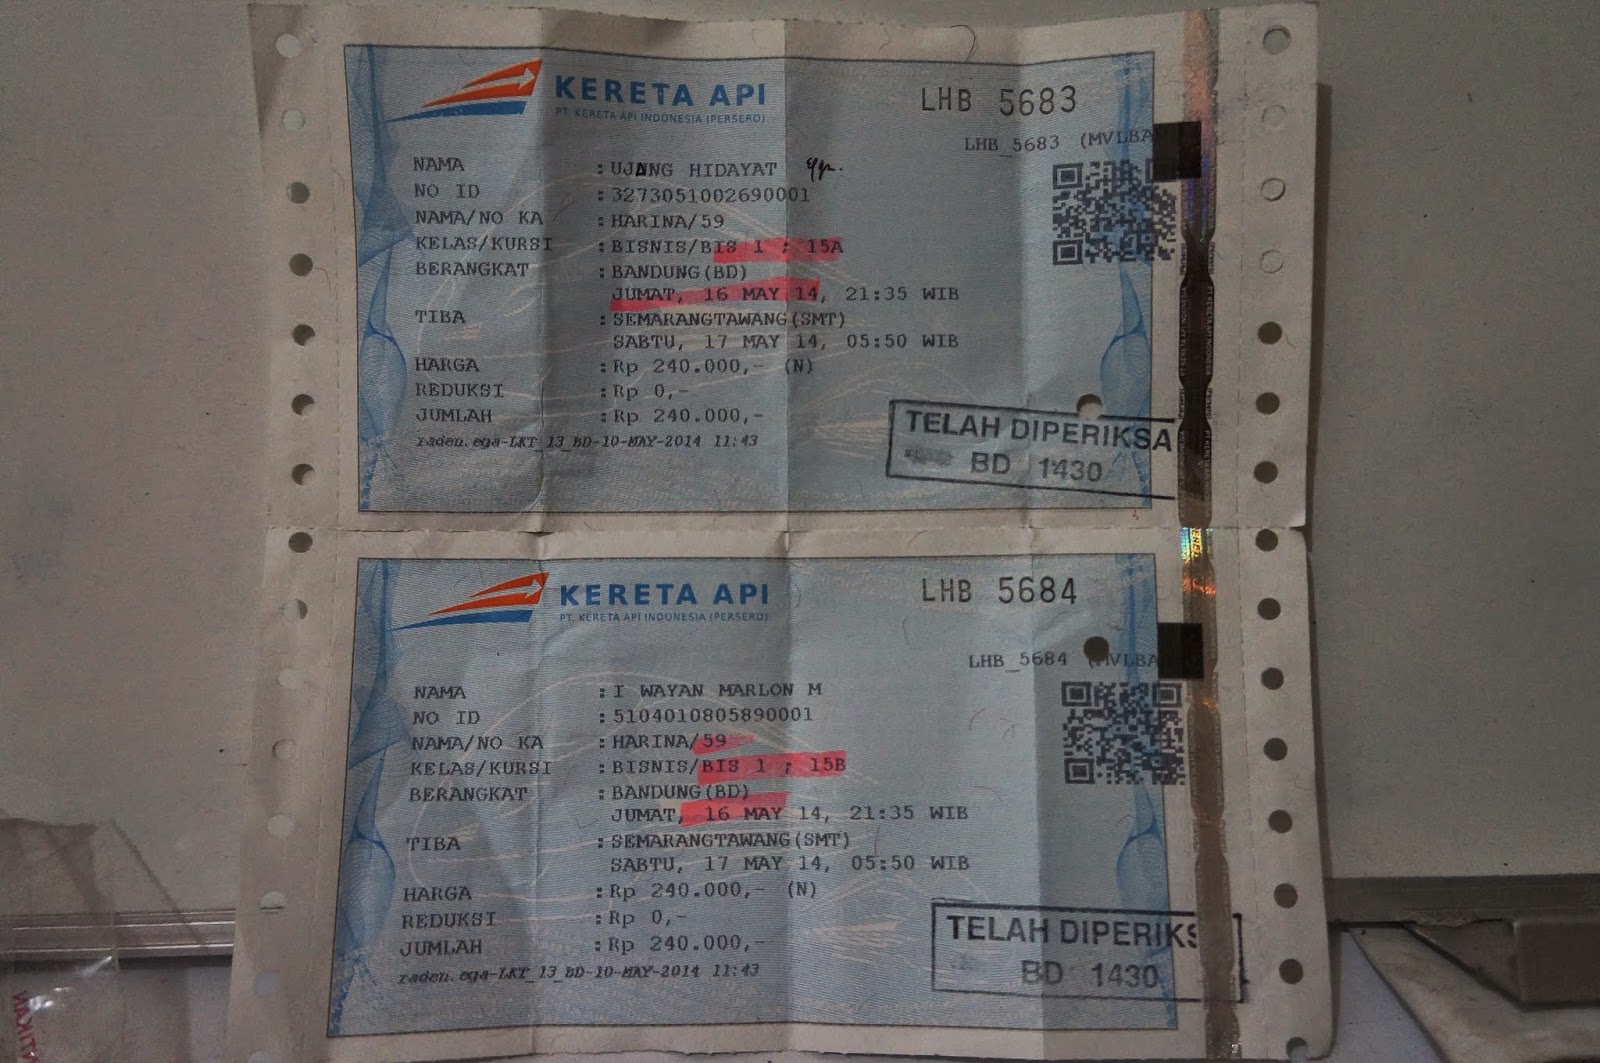 KERETA API
PT. KERETA API INDONESIA (PERSERO)
LHB 5683
LHB_5683 (MVLBA
NAMA : UJANG HIDAYAT
NO ID : 3273051002690001
NAMA/NO KA : HARINA/59
KELAS/KURSI : BISNIS/BIS 1 ; 15A
BERANGKAT : BANDUNG(BD)
JUMAT, 16 MAY 14, 21:35 WIB
TIBA : SEMARANGTAWANG(SMT)
SABTU, 17 MAY 14, 05:50 WIB
HARGA : Rp 240.000,- (N)
REDUKSI : Rp 0,-
JUMLAH : Rp 240.000,-
raden.ega-LKT_13_BD-10-MAY-2014 11:43
TELAH DIPERIKSA
BD 1430
KERETA API
PT. KERETA API INDONESIA (PERSERO)
LHB 5684
LHB_5684 (MVLBA
NAMA : I WAYAN MARLON M
NO ID : 5104010805890001
NAMA/NO KA : HARINA/59
KELAS/KURSI : BISNIS/BIS 1 ; 15B
BERANGKAT : BANDUNG(BD)
JUMAT, 16 MAY 14, 21:35 WIB
TIBA : SEMARANGTAWANG(SMT)
SABTU, 17 MAY 14, 05:50 WIB
HARGA : Rp 240.000,- (N)
REDUKSI : Rp 0,-
JUMLAH : Rp 240.000,-
raden.ega-LKT_13_BD-10-MAY-2014 11:43
TELAH DIPERIKS
BD 1430